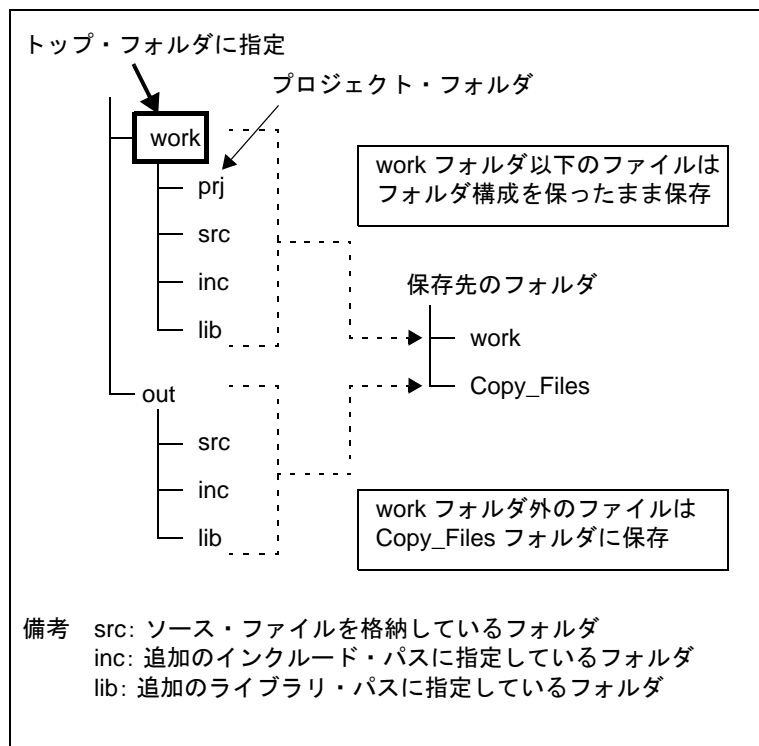 トップ・フォルダに指定
プロジェクト・フォルダ
work
prj
src
inc
lib
work フォルダ以下のファイルは
フォルダ構成を保ったまま保存
保存先のフォルダ
work
Copy_Files
out
src
inc
lib
work フォルダ外のファイルは
Copy_Files フォルダに保存
備考 src: ソース・ファイルを格納しているフォルダ
inc: 追加のインクルード・パスに指定しているフォルダ
lib: 追加のライブラリ・パスに指定しているフォルダ